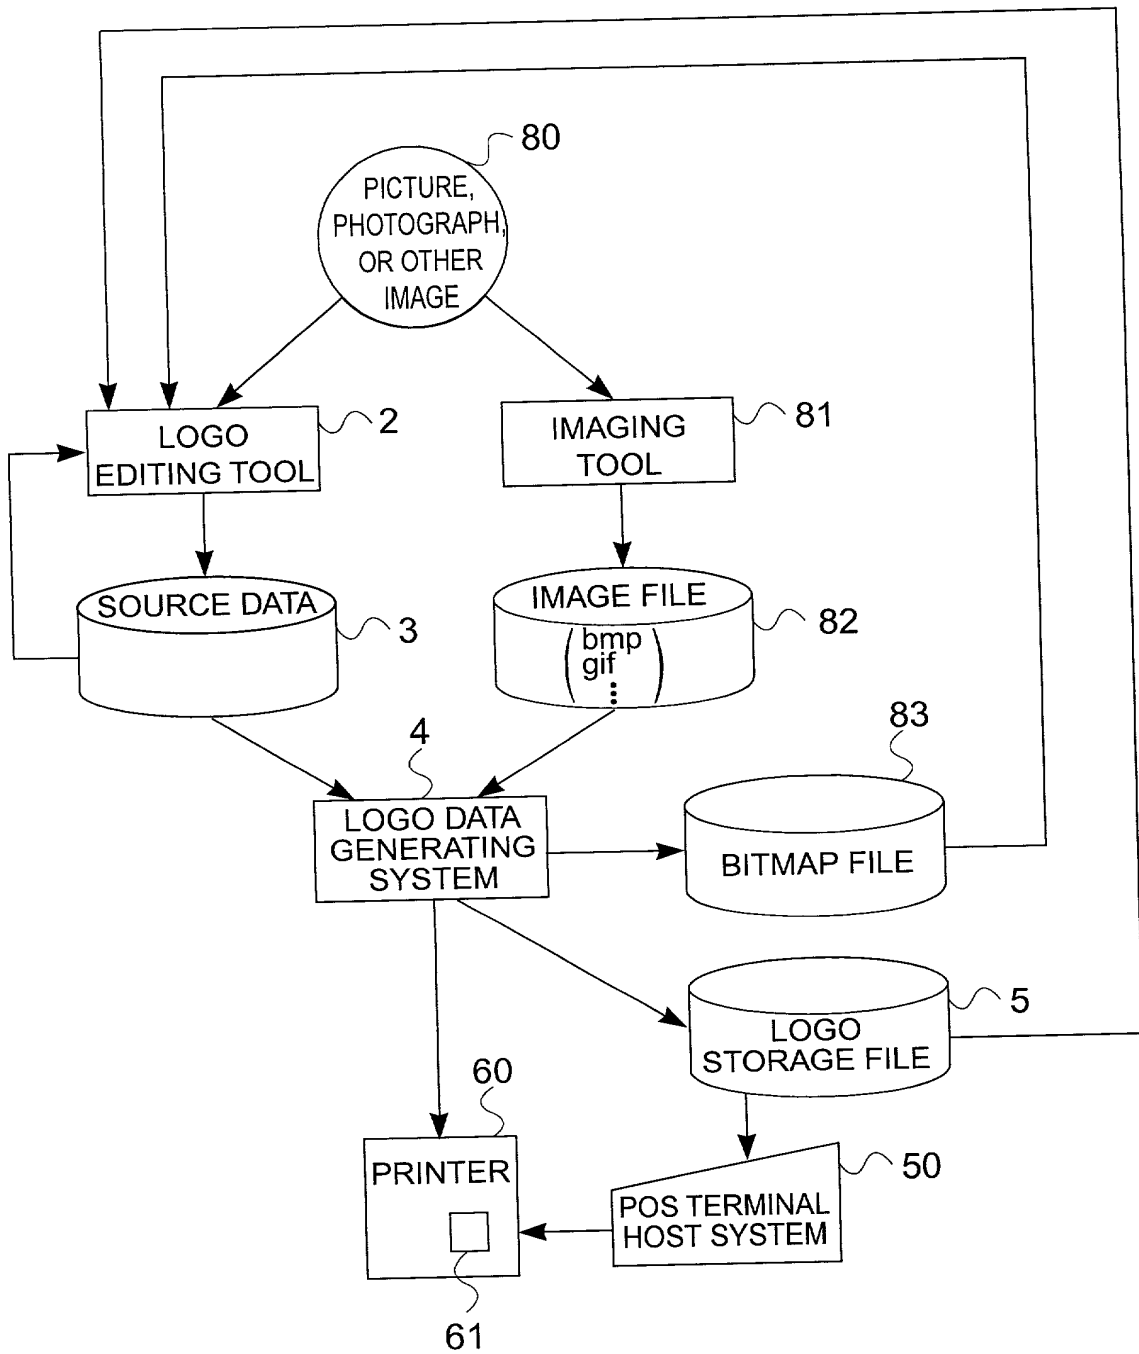 80
PICTURE,
PHOTOGRAPH,
OR OTHER
IMAGE
2
LOGO
EDITING TOOL
81
IMAGING
TOOL
SOURCE DATA
3
IMAGE FILE
82
bmp
gif
⋮
4
LOGO DATA
GENERATING
SYSTEM
83
BITMAP FILE
5
LOGO
STORAGE FILE
60
PRINTER
61
50
POS TERMINAL
HOST SYSTEM